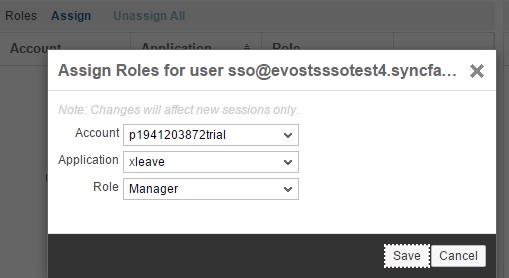 Roles Assign Unassign All
Account Application Role
Assign Roles for user sso@evostsssotest4.syncfa...
Note: Changes will affect new sessions only.
Account p1941203872trial
Application xleave
Role Manager
Save Cancel